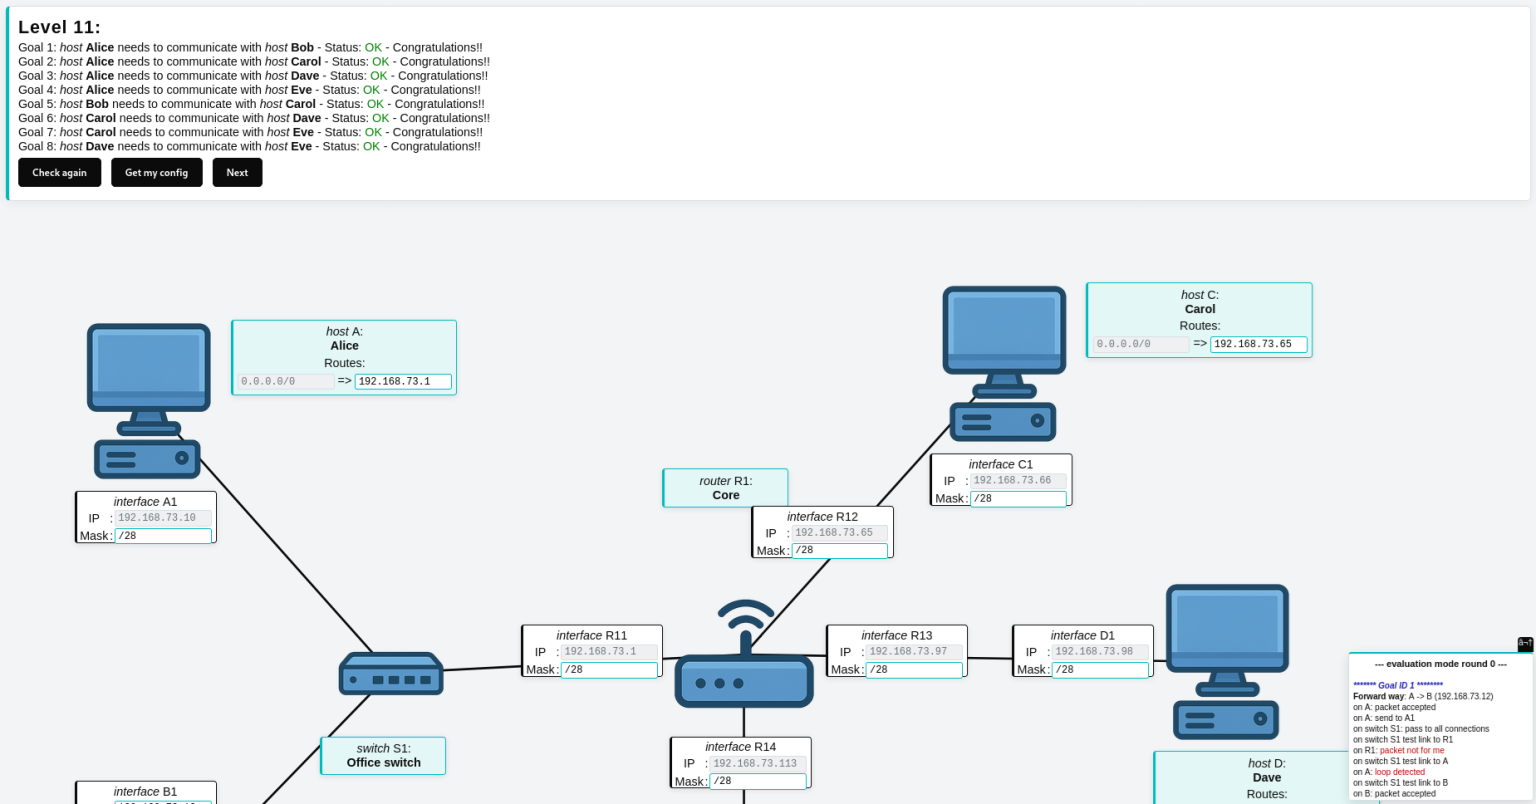 Level 11:
Goal 1: host Alice needs to communicate with host Bob - Status: OK - Congratulations!!
Goal 2: host Alice needs to communicate with host Carol - Status: OK - Congratulations!!
Goal 3: host Alice needs to communicate with host Dave - Status: OK - Congratulations!!
Goal 4: host Alice needs to communicate with host Eve - Status: OK - Congratulations!!
Goal 5: host Bob needs to communicate with host Carol - Status: OK - Congratulations!!
Goal 6: host Carol needs to communicate with host Dave - Status: OK - Congratulations!!
Goal 7: host Carol needs to communicate with host Eve - Status: OK - Congratulations!!
Goal 8: host Dave needs to communicate with host Eve - Status: OK - Congratulations!!
Check again Get my config Next
host A:
Alice
Routes:
0.0.0.0/0 => 192.168.73.1
host C:
Carol
Routes:
0.0.0.0/0 => 192.168.73.65
interface A1
IP : 192.168.73.10
Mask: /28
interface C1
IP : 192.168.73.66
Mask: /28
router R1:
Core
interface R12
IP : 192.168.73.65
Mask: /28
interface R11
IP : 192.168.73.1
Mask: /28
interface R13
IP : 192.168.73.97
Mask: /28
interface D1
IP : 192.168.73.98
Mask: /28
switch S1:
Office switch
interface R14
IP : 192.168.73.113
Mask: /28
interface B1
host D:
Dave
Routes:
--- evaluation mode round 0 ---
******* Goal ID 1 ********
Forward way: A -> B (192.168.73.12)
on A: packet accepted
on A: send to A1
on switch S1: pass to all connections
on switch S1 test link to R1
on R1: packet not for me
on switch S1 test link to A
on A: loop detected
on switch S1 test link to B
on B: packet accepted